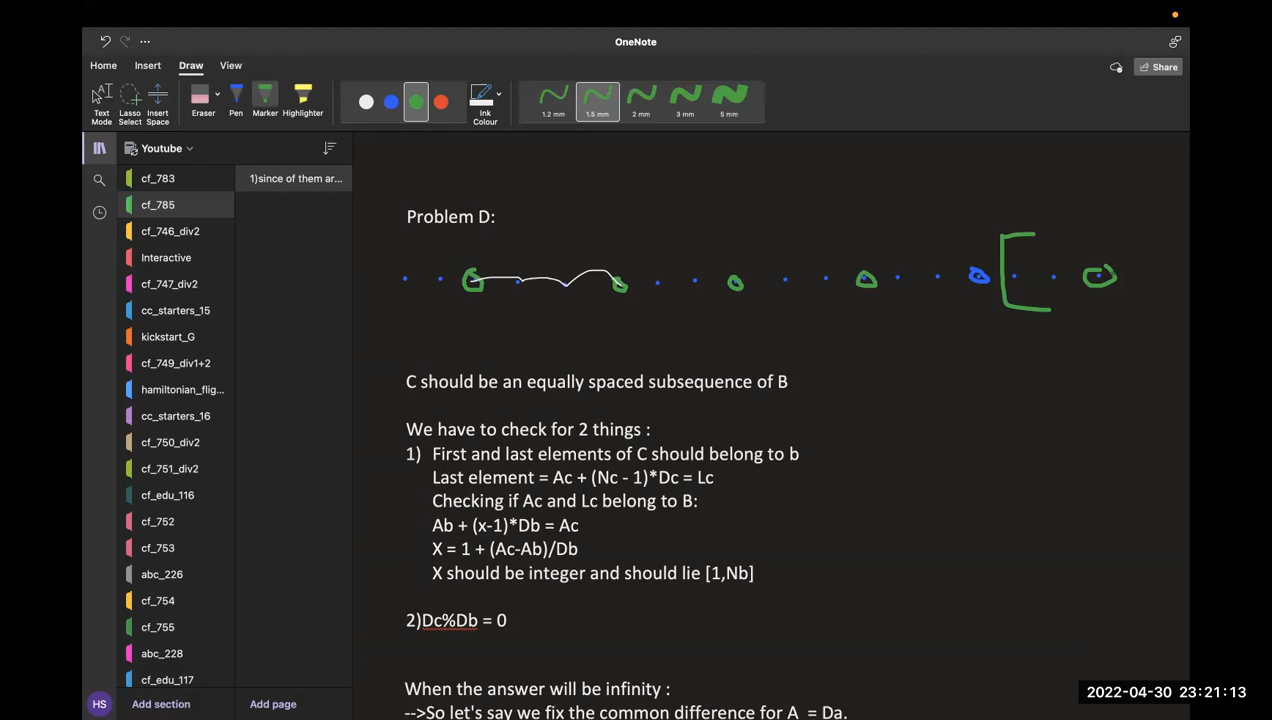 OneNote
Home Insert Draw View
Share
Text Mode
Lasso Select
Insert Space
Eraser
Pen
Marker
Highlighter
Ink Colour
1.2 mm
1.5 mm
2 mm
3 mm
5 mm
Youtube
cf_783
cf_785
cf_746_div2
Interactive
cf_747_div2
cc_starters_15
kickstart_G
cf_749_div1+2
hamiltonian_flig...
cc_starters_16
cf_750_div2
cf_751_div2
cf_edu_116
cf_752
cf_753
abc_226
cf_754
cf_755
abc_228
cf_edu_117
HS
Add section
1)since of them ar...
Add page
Problem D:
C should be an equally spaced subsequence of B
We have to check for 2 things :
1) First and last elements of C should belong to b
Last element = Ac + (Nc - 1)*Dc = Lc
Checking if Ac and Lc belong to B:
Ab + (x-1)*Db = Ac
X = 1 + (Ac-Ab)/Db
X should be integer and should lie [1,Nb]
2)Dc%Db = 0
When the answer will be infinity :
-->So let's say we fix the common difference for A = Da.
2022-04-30 23:21:13